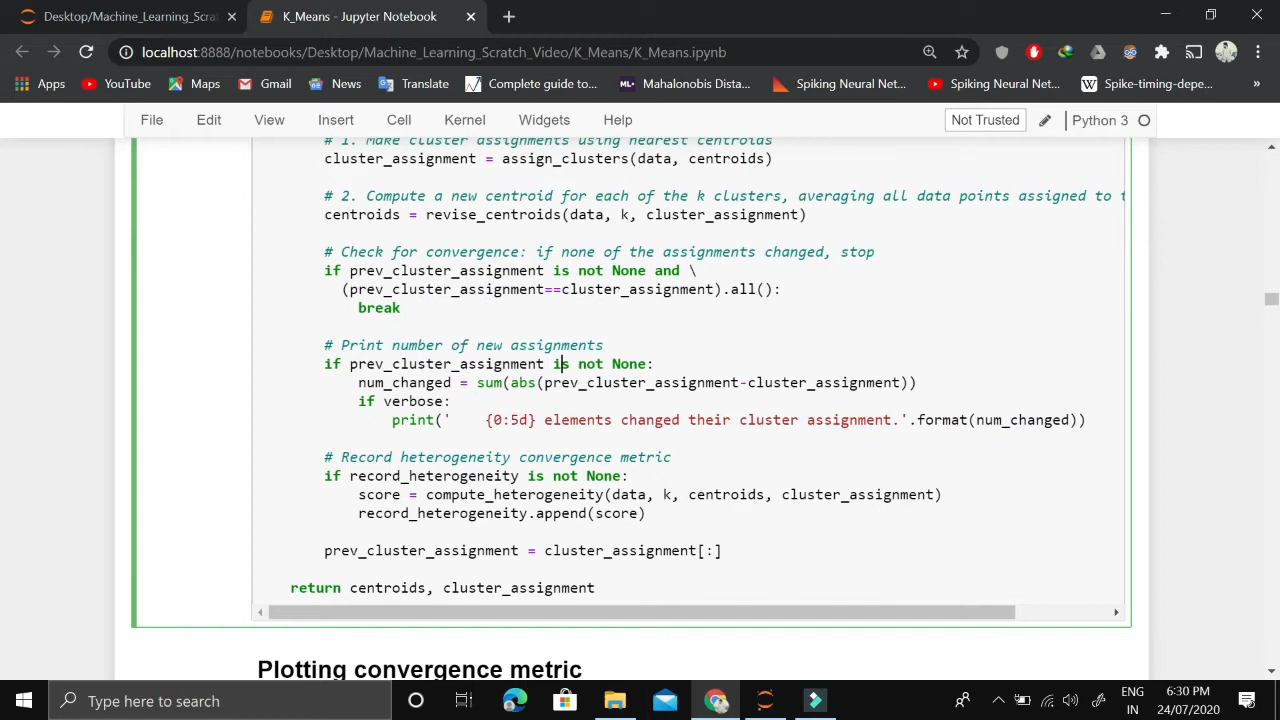 Desktop/Machine_Learning_Scrat
K_Means - Jupyter Notebook
localhost:8888/notebooks/Desktop/Machine_Learning_Scratch_Video/K_Means/K_Means.ipynb
Apps YouTube Maps Gmail News Translate Complete guide to... ML+ Mahalonobis Dista... Spiking Neural Net... Spiking Neural Net... W Spike-timing-depe... »
File Edit View Insert Cell Kernel Widgets Help Not Trusted Python 3
# 1. Make cluster assignments using nearest centroids
cluster_assignment = assign_clusters(data, centroids)
# 2. Compute a new centroid for each of the k clusters, averaging all data points assigned to t
centroids = revise_centroids(data, k, cluster_assignment)
# Check for convergence: if none of the assignments changed, stop
if prev_cluster_assignment is not None and \
(prev_cluster_assignment==cluster_assignment).all():
break
# Print number of new assignments
if prev_cluster_assignment is not None:
num_changed = sum(abs(prev_cluster_assignment-cluster_assignment))
if verbose:
print('    {0:5d} elements changed their cluster assignment.'.format(num_changed))
# Record heterogeneity convergence metric
if record_heterogeneity is not None:
score = compute_heterogeneity(data, k, centroids, cluster_assignment)
record_heterogeneity.append(score)
prev_cluster_assignment = cluster_assignment[:]
return centroids, cluster_assignment
Plotting convergence metric
Type here to search
ENG
IN
6:30 PM
24/07/2020